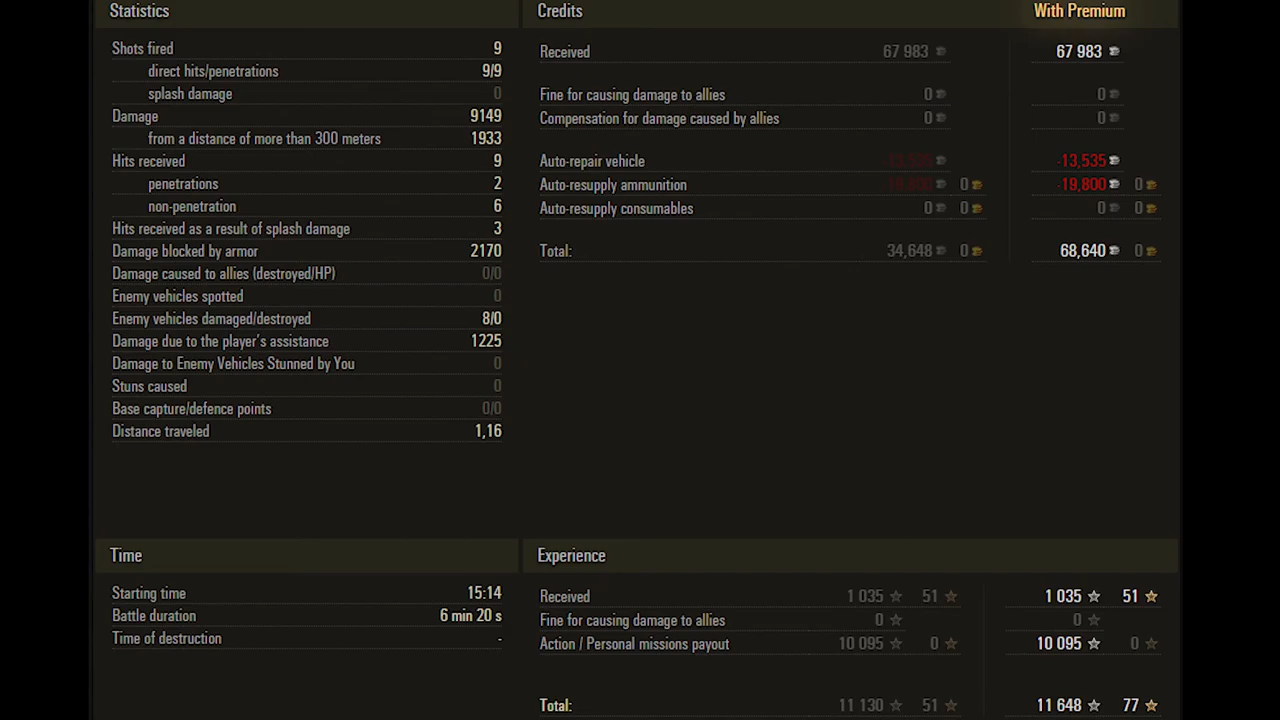 Statistics
Shots fired 9
direct hits/penetrations 9/9
splash damage 0
Damage 9149
from a distance of more than 300 meters 1933
Hits received 9
penetrations 2
non-penetration 6
Hits received as a result of splash damage 3
Damage blocked by armor 2170
Damage caused to allies (destroyed/HP) 0/0
Enemy vehicles spotted 0
Enemy vehicles damaged/destroyed 8/0
Damage due to the player's assistance 1225
Damage to Enemy Vehicles Stunned by You 0
Stuns caused 0
Base capture/defence points 0/0
Distance traveled 1,16
Credits With Premium
Received 67 983 67 983
Fine for causing damage to allies 0 0
Compensation for damage caused by allies 0 0
Auto-repair vehicle -13,535 -13,535
Auto-resupply ammunition -19,800 0 -19,800 0
Auto-resupply consumables 0 0 0 0
Total: 34,648 0 68,640 0
Time
Starting time 15:14
Battle duration 6 min 20 s
Time of destruction -
Experience
Received 1 035 51 1 035 51
Fine for causing damage to allies 0 0
Action / Personal missions payout 10 095 0 10 095 0
Total: 11 130 51 11 648 77